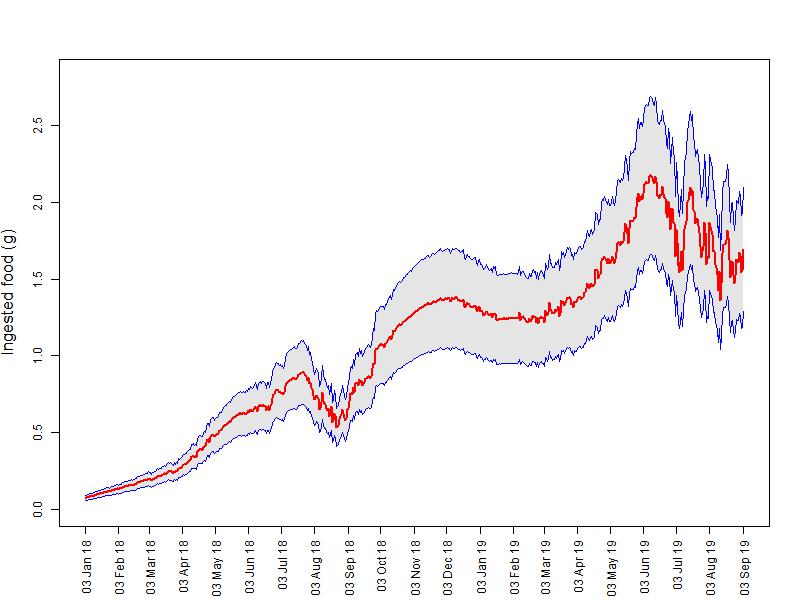 Ingested food (g)
2.5
2.0
1.5
1.0
0.5
0.0
03 Jan 18
03 Feb 18
03 Mar 18
03 Apr 18
03 May 18
03 Jun 18
03 Jul 18
03 Aug 18
03 Sep 18
03 Oct 18
03 Nov 18
03 Dec 18
03 Jan 19
03 Feb 19
03 Mar 19
03 Apr 19
03 May 19
03 Jun 19
03 Jul 19
03 Aug 19
03 Sep 19